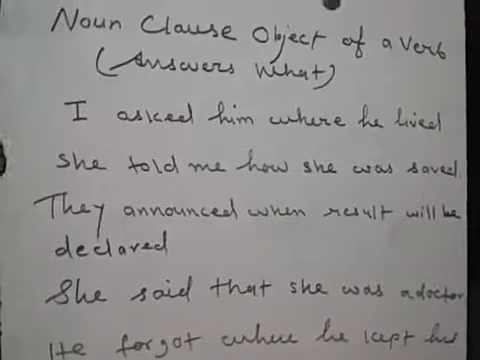 Noun Clause Object of a Verb
(Answers What)
I asked him where he lived
She told me how she was saved.
They announced when result will be
declared
She said that she was a doctor
He forgot where he kept his